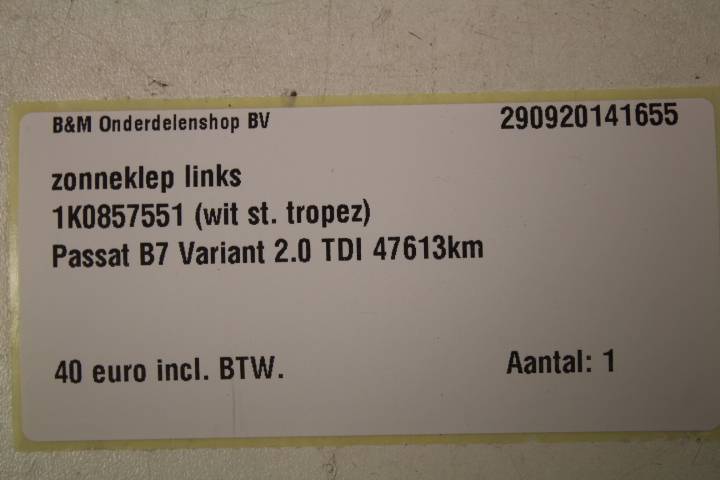 B&M Onderdelenshop BV 290920141655
zonneklep links
1K0857551 (wit st. tropez)
Passat B7 Variant 2.0 TDI 47613km
40 euro incl. BTW. Aantal: 1